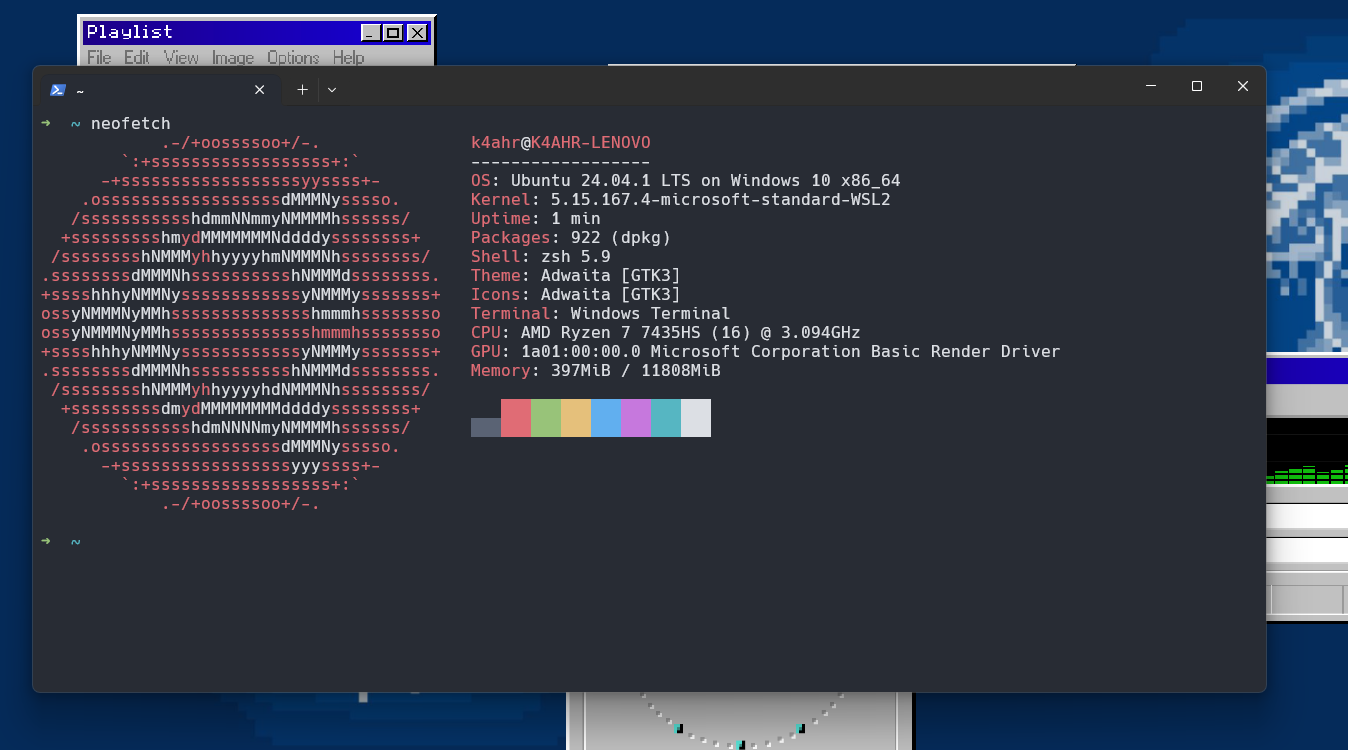 Playlist
File Edit View Image Options Help
~
➜ ~ neofetch
.-/+oossssoo+/-.
`:+ssssssssssssssssss+:`
-+ssssssssssssssssssyyssss+-
.ossssssssssssssssssdMMMNysssso.
/ssssssssssshdmmNNmmyNMMMMhssssss/
+ssssssssshmydMMMMMMMNddddyssssssss+
/sssssssshNMMMyhhyyyyhmNMMMNhssssssss/
.ssssssssdMMMNhsssssssssshNMMMdssssssss.
+sssshhhyNMMNyssssssssssssyNMMMysssssss+
ossyNMMMNyMMhsssssssssssssshmmmhssssssso
ossyNMMMNyMMhsssssssssssssshmmmhssssssso
+sssshhhyNMMNyssssssssssssyNMMMysssssss+
.ssssssssdMMMNhsssssssssshNMMMdssssssss.
/sssssssshNMMMyhhyyyyhdNMMMNhssssssss/
+sssssssssdmydMMMMMMMMddddyssssssss+
/ssssssssssshdmNNNNmyNMMMMhssssss/
.ossssssssssssssssssdMMMNysssso.
-+sssssssssssssssssyyyssss+-
`:+ssssssssssssssssss+:`
.-/+oossssoo+/-.
k4ahr@K4AHR-LENOVO
------------------
OS: Ubuntu 24.04.1 LTS on Windows 10 x86_64
Kernel: 5.15.167.4-microsoft-standard-WSL2
Uptime: 1 min
Packages: 922 (dpkg)
Shell: zsh 5.9
Theme: Adwaita [GTK3]
Icons: Adwaita [GTK3]
Terminal: Windows Terminal
CPU: AMD Ryzen 7 7435HS (16) @ 3.094GHz
GPU: 1a01:00:00.0 Microsoft Corporation Basic Render Driver
Memory: 397MiB / 11808MiB
➜ ~